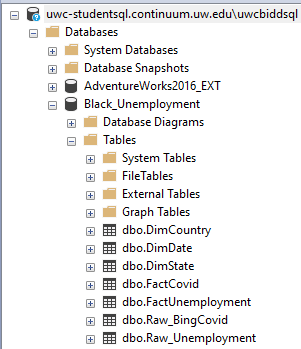 uwc-studentsql.continuum.uw.edu\uwcbiddsql
Databases
System Databases
Database Snapshots
AdventureWorks2016_EXT
Black_Unemployment
Database Diagrams
Tables
System Tables
FileTables
External Tables
Graph Tables
dbo.DimCountry
dbo.DimDate
dbo.DimState
dbo.FactCovid
dbo.FactUnemployment
dbo.Raw_BingCovid
dbo.Raw_Unemployment